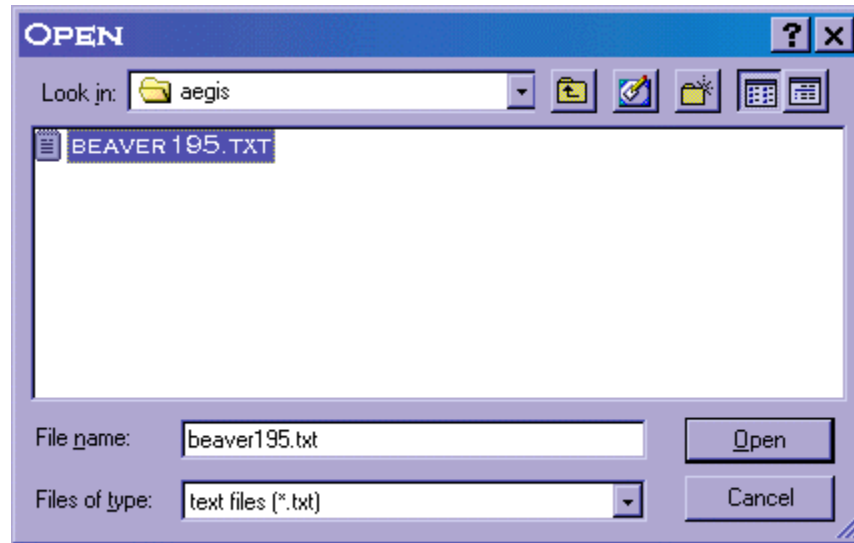 OPEN
Look in: aegis
BEAVER195.TXT
File name: beaver195.txt Open
Files of type: text files (*.txt) Cancel